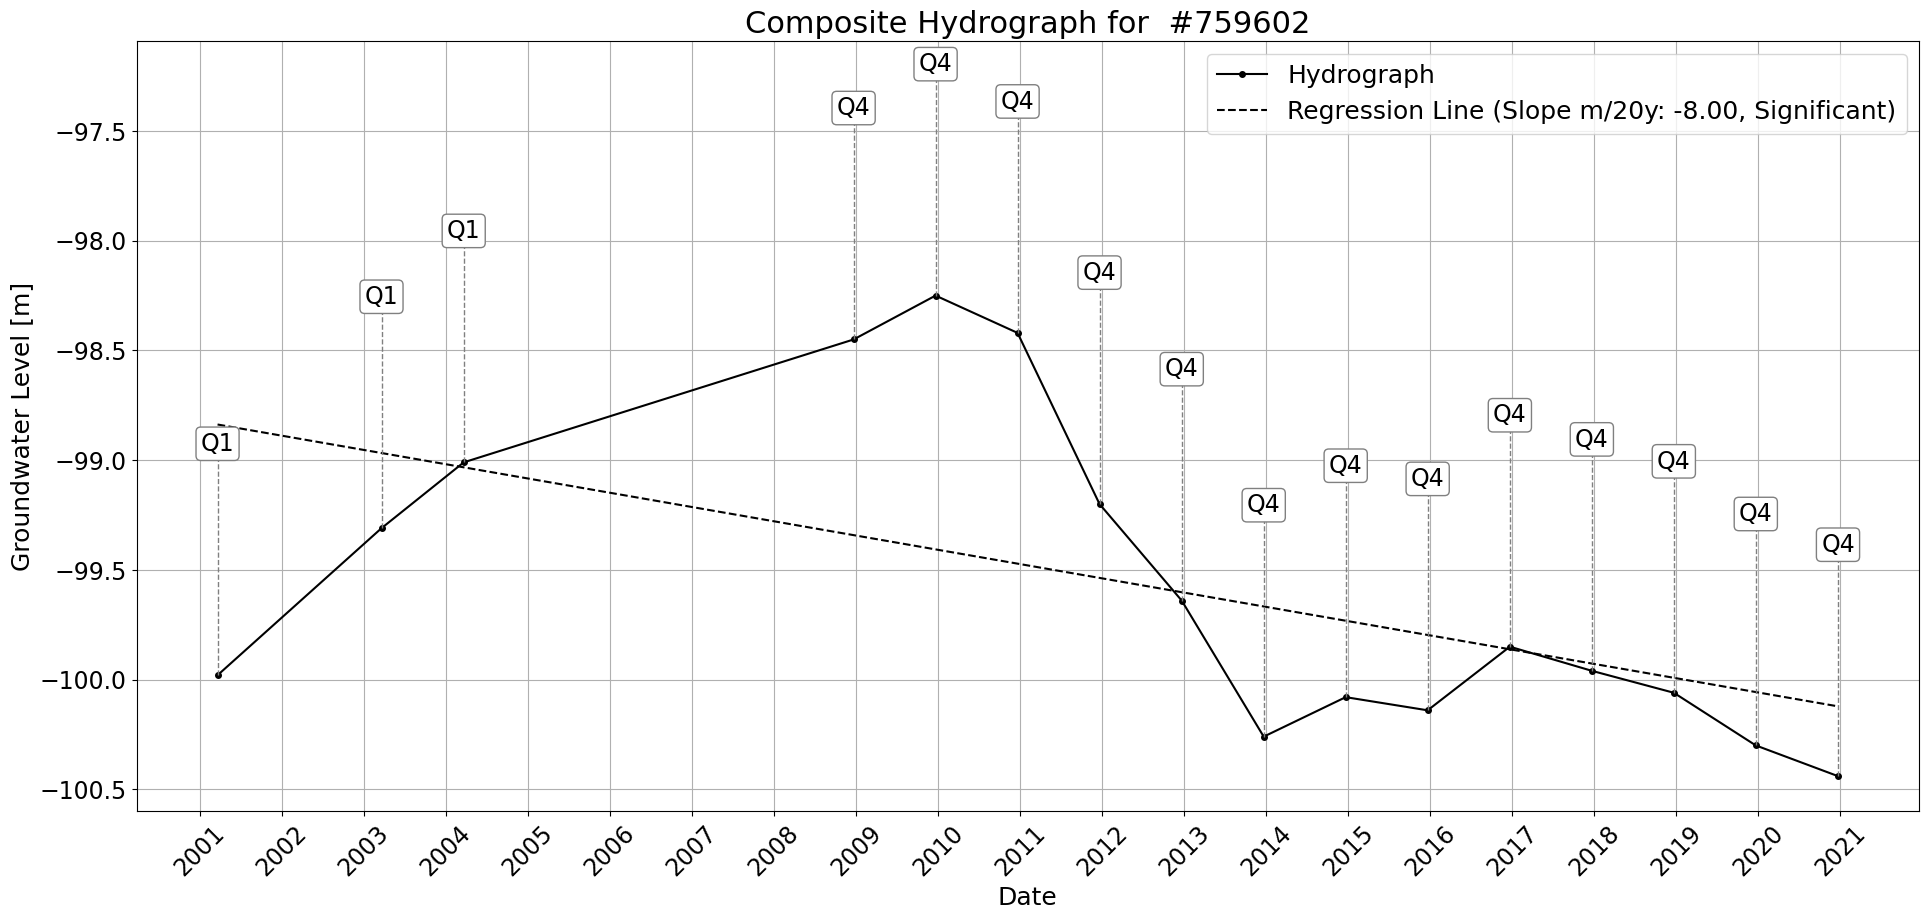 Composite Hydrograph for  #759602
Hydrograph
Regression Line (Slope m/20y: -8.00, Significant)
Groundwater Level [m]
−97.5
−98.0
−98.5
−99.0
−99.5
−100.0
−100.5
Q1
Q1
Q1
Q4
Q4
Q4
Q4
Q4
Q4
Q4
Q4
Q4
Q4
Q4
Q4
Q4
2001
2002
2003
2004
2005
2006
2007
2008
2009
2010
2011
2012
2013
2014
2015
2016
2017
2018
2019
2020
2021
Date